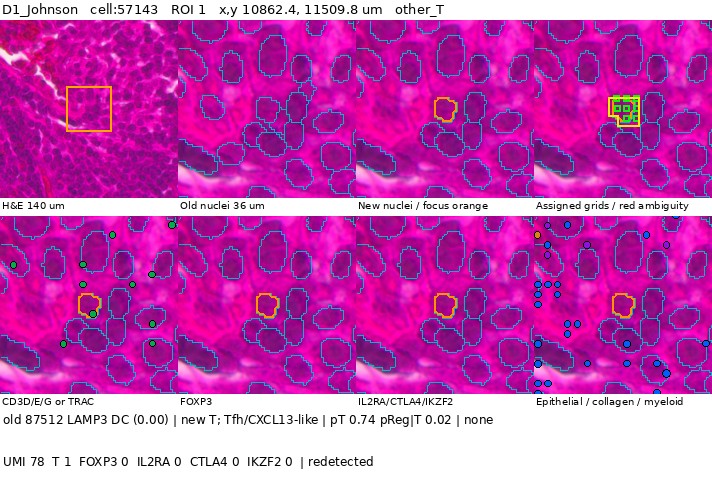 D1_Johnson   cell:57143   ROI 1   x,y 10862.4, 11509.8 um   other_T
H&E 140 um
Old nuclei 36 um
New nuclei / focus orange
Assigned grids / red ambiguity
CD3D/E/G or TRAC
FOXP3
IL2RA/CTLA4/IKZF2
Epithelial / collagen / myeloid
old 87512 LAMP3 DC (0.00) | new T; Tfh/CXCL13-like | pT 0.74 pReg|T 0.02 | none
UMI 78  T 1  FOXP3 0  IL2RA 0  CTLA4 0  IKZF2 0  | redetected